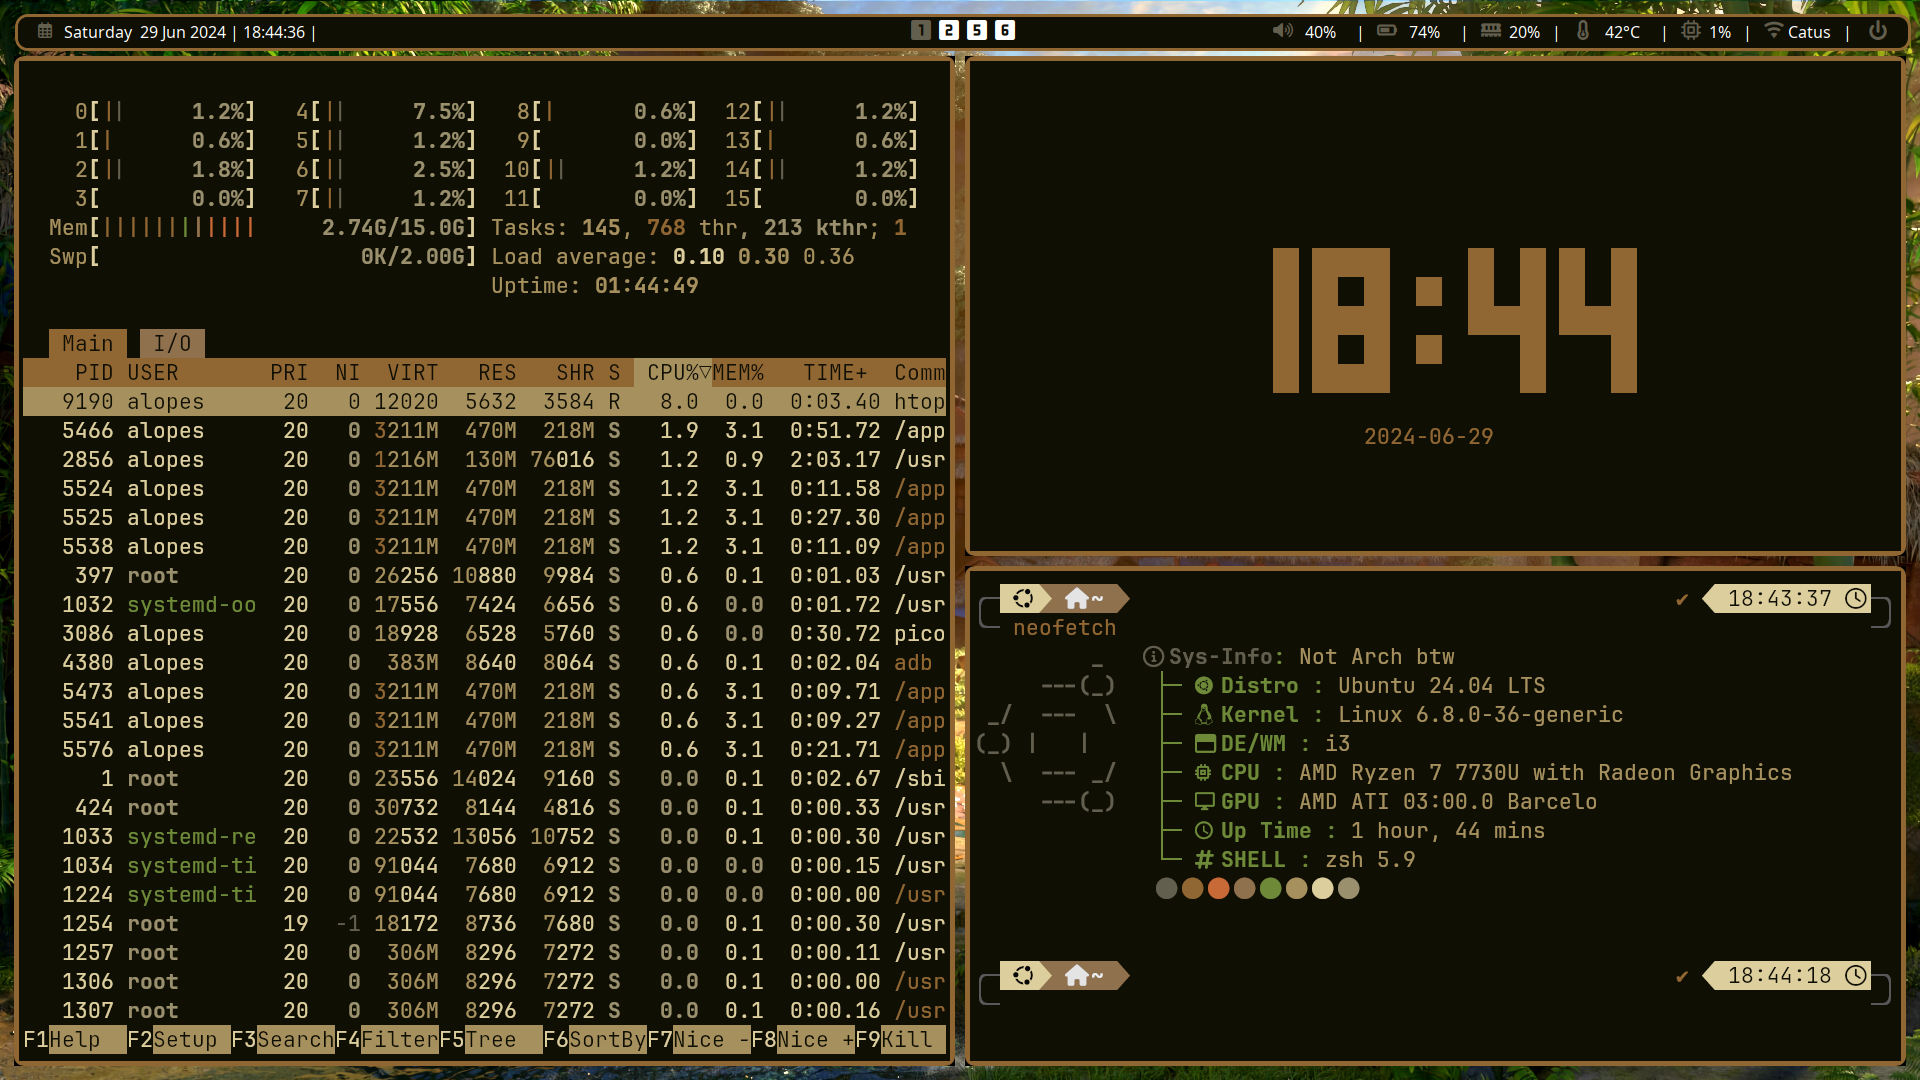 Saturday 29 Jun 2024 | 18:44:36 |
1 2 5 6
40% | 74% | 20% | 42°C | 1% | Catus |
0[|| 1.2%] 4[|| 7.5%] 8[| 0.6%] 12[|| 1.2%]
1[| 0.6%] 5[|| 1.2%] 9[ 0.0%] 13[| 0.6%]
2[|| 1.8%] 6[|| 2.5%] 10[|| 1.2%] 14[|| 1.2%]
3[ 0.0%] 7[|| 1.2%] 11[ 0.0%] 15[ 0.0%]
Mem[|||||||||||| 2.74G/15.0G] Tasks: 145, 768 thr, 213 kthr; 1
Swp[ 0K/2.00G] Load average: 0.10 0.30 0.36
Uptime: 01:44:49
Main I/O
PID USER PRI NI VIRT RES SHR S CPU%▽MEM% TIME+ Comm
9190 alopes 20 0 12020 5632 3584 R 8.0 0.0 0:03.40 htop
5466 alopes 20 0 3211M 470M 218M S 1.9 3.1 0:51.72 /app
2856 alopes 20 0 1216M 130M 76016 S 1.2 0.9 2:03.17 /usr
5524 alopes 20 0 3211M 470M 218M S 1.2 3.1 0:11.58 /app
5525 alopes 20 0 3211M 470M 218M S 1.2 3.1 0:27.30 /app
5538 alopes 20 0 3211M 470M 218M S 1.2 3.1 0:11.09 /app
397 root 20 0 26256 10880 9984 S 0.6 0.1 0:01.03 /usr
1032 systemd-oo 20 0 17556 7424 6656 S 0.6 0.0 0:01.72 /usr
3086 alopes 20 0 18928 6528 5760 S 0.6 0.0 0:30.72 pico
4380 alopes 20 0 383M 8640 8064 S 0.6 0.1 0:02.04 adb
5473 alopes 20 0 3211M 470M 218M S 0.6 3.1 0:09.71 /app
5541 alopes 20 0 3211M 470M 218M S 0.6 3.1 0:09.27 /app
5576 alopes 20 0 3211M 470M 218M S 0.6 3.1 0:21.71 /app
1 root 20 0 23556 14024 9160 S 0.0 0.1 0:02.67 /sbi
424 root 20 0 30732 8144 4816 S 0.0 0.1 0:00.33 /usr
1033 systemd-re 20 0 22532 13056 10752 S 0.0 0.1 0:00.30 /usr
1034 systemd-ti 20 0 91044 7680 6912 S 0.0 0.0 0:00.15 /usr
1224 systemd-ti 20 0 91044 7680 6912 S 0.0 0.0 0:00.00 /usr
1254 root 19 -1 18172 8736 7680 S 0.0 0.1 0:00.30 /usr
1257 root 20 0 306M 8296 7272 S 0.0 0.1 0:00.11 /usr
1306 root 20 0 306M 8296 7272 S 0.0 0.1 0:00.00 /usr
1307 root 20 0 306M 8296 7272 S 0.0 0.1 0:00.16 /usr
F1Help F2Setup F3SearchF4FilterF5Tree F6SortByF7Nice -F8Nice +F9Kill
18:44
2024-06-29
~ ✔ 18:43:37
neofetch
Sys-Info: Not Arch btw
Distro : Ubuntu 24.04 LTS
Kernel : Linux 6.8.0-36-generic
DE/WM : i3
CPU : AMD Ryzen 7 7730U with Radeon Graphics
GPU : AMD ATI 03:00.0 Barcelo
Up Time : 1 hour, 44 mins
# SHELL : zsh 5.9
~ ✔ 18:44:18